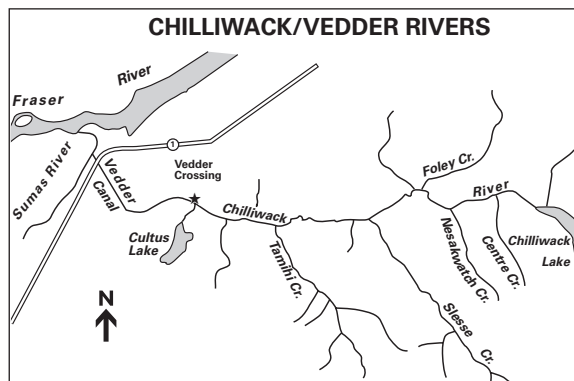 CHILLIWACK/VEDDER RIVERS
River
Fraser
1
Vedder
Crossing
Foley Cr.
Sumas River
Vedder
Canal
River
Chilliwack
Cultus
Lake
Tamihi Cr.
Nesakwatch Cr.
Centre Cr.
Chilliwack
Lake
N
Slesse
Cr.